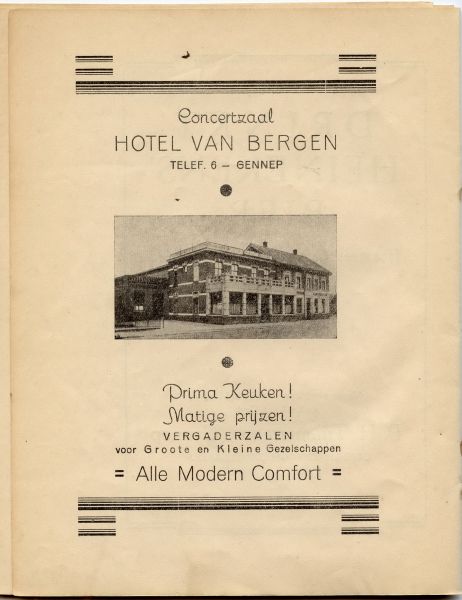 Concertzaal
HOTEL VAN BERGEN
TELEF. 6 — GENNEP
Prima Keuken!
Matige prijzen!
VERGADERZALEN
voor Groote en Kleine Gezelschappen
= Alle Modern Comfort =